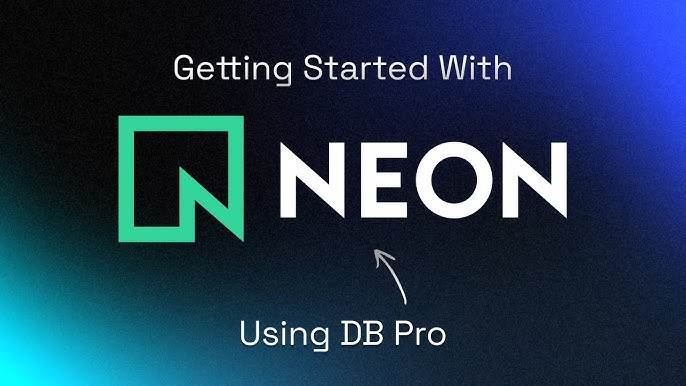 Getting Started With
NEON
Using DB Pro